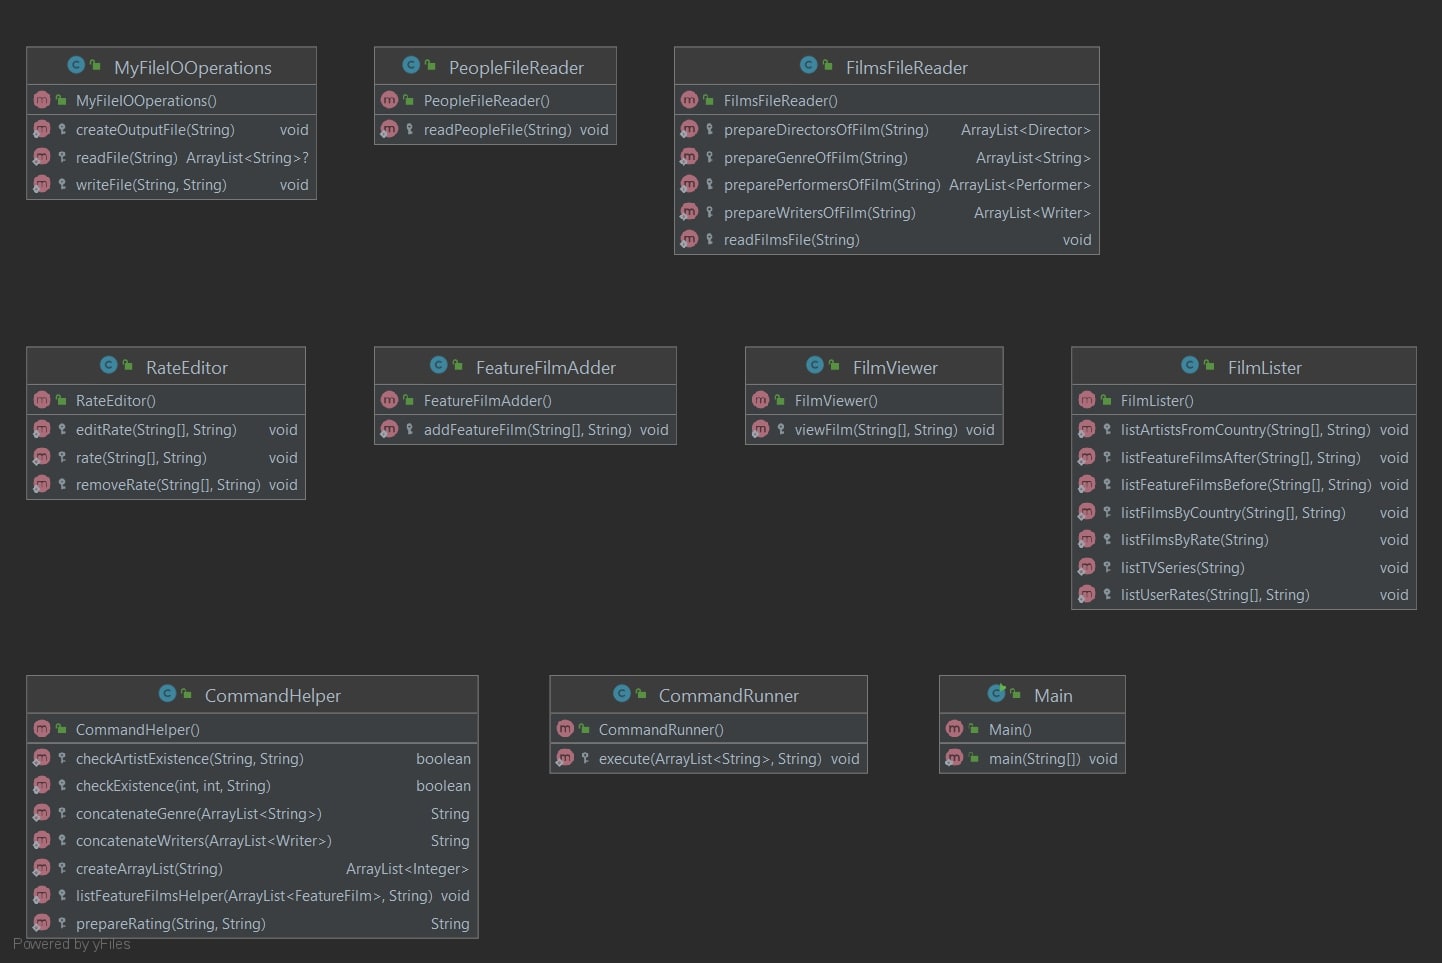 MyFileIOOperations
MyFileIOOperations()
createOutputFile(String) void
readFile(String) ArrayList<String>?
writeFile(String, String) void
PeopleFileReader
PeopleFileReader()
readPeopleFile(String) void
FilmsFileReader
FilmsFileReader()
prepareDirectorsOfFilm(String) ArrayList<Director>
prepareGenreOfFilm(String) ArrayList<String>
preparePerformersOfFilm(String) ArrayList<Performer>
prepareWritersOfFilm(String) ArrayList<Writer>
readFilmsFile(String) void
RateEditor
RateEditor()
editRate(String[], String) void
rate(String[], String) void
removeRate(String[], String) void
FeatureFilmAdder
FeatureFilmAdder()
addFeatureFilm(String[], String) void
FilmViewer
FilmViewer()
viewFilm(String[], String) void
FilmLister
FilmLister()
listArtistsFromCountry(String[], String) void
listFeatureFilmsAfter(String[], String) void
listFeatureFilmsBefore(String[], String) void
listFilmsByCountry(String[], String) void
listFilmsByRate(String) void
listTVSeries(String) void
listUserRates(String[], String) void
CommandHelper
CommandHelper()
checkArtistExistence(String, String) boolean
checkExistence(int, int, String) boolean
concatenateGenre(ArrayList<String>) String
concatenateWriters(ArrayList<Writer>) String
createArrayList(String) ArrayList<Integer>
listFeatureFilmsHelper(ArrayList<FeatureFilm>, String) void
prepareRating(String, String) String
CommandRunner
CommandRunner()
execute(ArrayList<String>, String) void
Main
Main()
main(String[]) void
Powered by yFiles